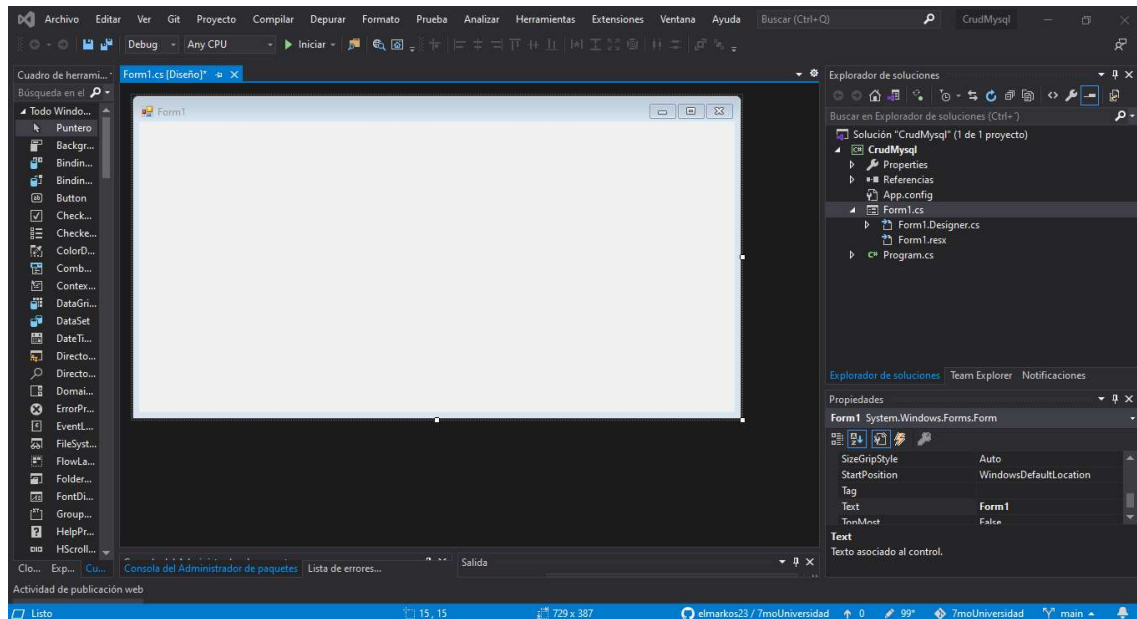 Archivo Editar Ver Git Proyecto Compilar Depurar Formato Prueba Analizar Herramientas Extensiones Ventana Ayuda Buscar (Ctrl+Q) CrudMysql
Debug Any CPU Iniciar
Cuadro de herrami...
Búsqueda en el
Todo Windo...
Puntero
Backgr...
Bindin...
Bindin...
Button
Check...
Checke...
ColorD...
Comb...
Contex...
DataGri...
DataSet
DateTi...
Directo...
Directo...
Domai...
ErrorPr...
EventL...
FileSyst...
FlowLa...
Folder...
FontDi...
Group...
HelpPr...
HScroll...
Clo... Exp... Cu...
Form1.cs [Diseño]*
Form1
Consola del Administrador de paquetes Lista de errores...
Salida
Explorador de soluciones
Buscar en Explorador de soluciones (Ctrl+´)
Solución "CrudMysql" (1 de 1 proyecto)
CrudMysql
Properties
Referencias
App.config
Form1.cs
Form1.Designer.cs
Form1.resx
Program.cs
Explorador de soluciones Team Explorer Notificaciones
Propiedades
Form1 System.Windows.Forms.Form
SizeGripStyle Auto
StartPosition WindowsDefaultLocation
Tag
Text Form1
TopMost False
Text
Texto asociado al control.
Actividad de publicación web
Listo 15 , 15 729 x 387 elmarkos23 / 7moUniversidad 0 99+ 7moUniversidad main